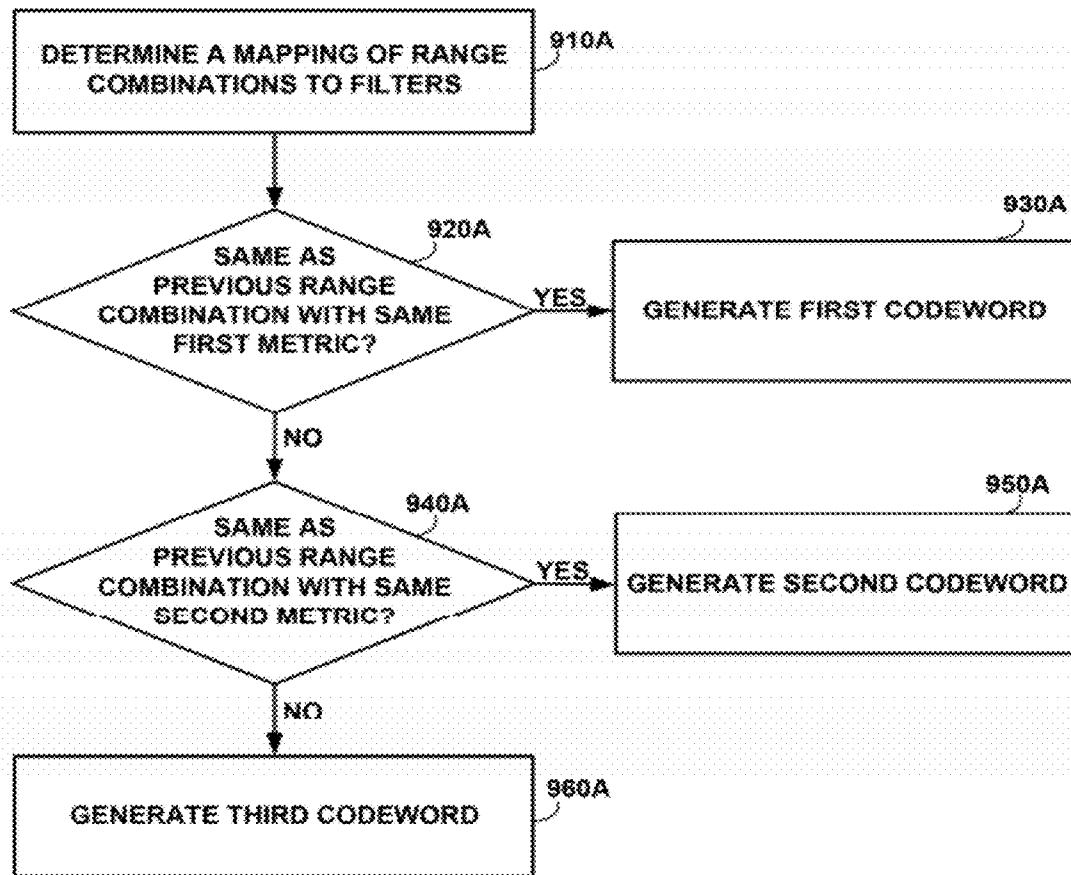 DETERMINE A MAPPING OF RANGE
COMBINATIONS TO FILTERS
910A
SAME AS
PREVIOUS RANGE
COMBINATION WITH SAME
FIRST METRIC?
920A
YES
930A
GENERATE FIRST CODEWORD
NO
SAME AS
PREVIOUS RANGE
COMBINATION WITH SAME
SECOND METRIC?
940A
YES
950A
GENERATE SECOND CODEWORD
NO
GENERATE THIRD CODEWORD
960A